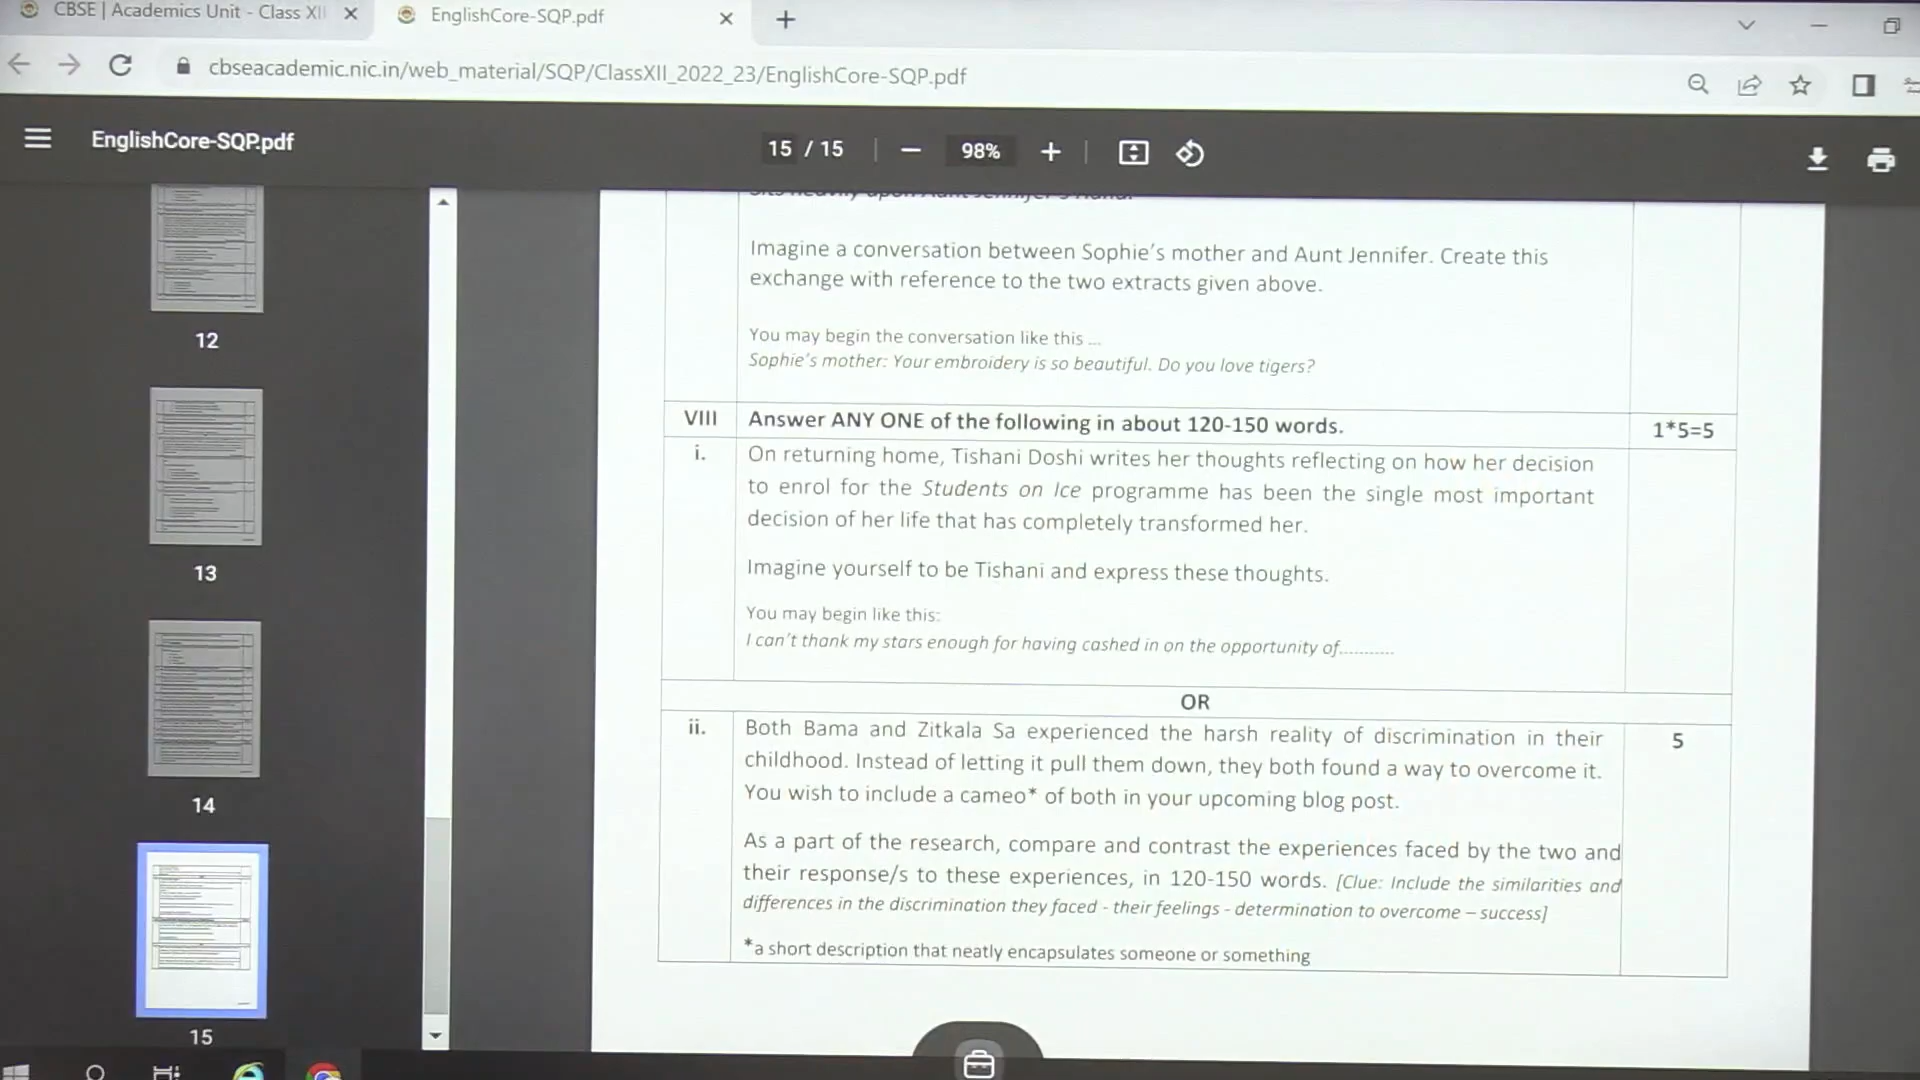 CBSE | Academics Unit - Class XII
EnglishCore-SQP.pdf
cbseacademic.nic.in/web_material/SQP/ClassXII_2022_23/EnglishCore-SQP.pdf
EnglishCore-SQP.pdf
15 / 15
98%
12
13
14
15
Imagine a conversation between Sophie's mother and Aunt Jennifer. Create this
exchange with reference to the two extracts given above.
You may begin the conversation like this ...
Sophie's mother: Your embroidery is so beautiful. Do you love tigers?
VIII Answer ANY ONE of the following in about 120-150 words. 1*5=5
i. On returning home, Tishani Doshi writes her thoughts reflecting on how her decision
to enrol for the Students on Ice programme has been the single most important
decision of her life that has completely transformed her.
Imagine yourself to be Tishani and express these thoughts.
You may begin like this:
I can't thank my stars enough for having cashed in on the opportunity of...........
OR
ii. Both Bama and Zitkala Sa experienced the harsh reality of discrimination in their 5
childhood. Instead of letting it pull them down, they both found a way to overcome it.
You wish to include a cameo* of both in your upcoming blog post.
As a part of the research, compare and contrast the experiences faced by the two and
their response/s to these experiences, in 120-150 words. [Clue: Include the similarities and
differences in the discrimination they faced - their feelings - determination to overcome – success]
*a short description that neatly encapsulates someone or something